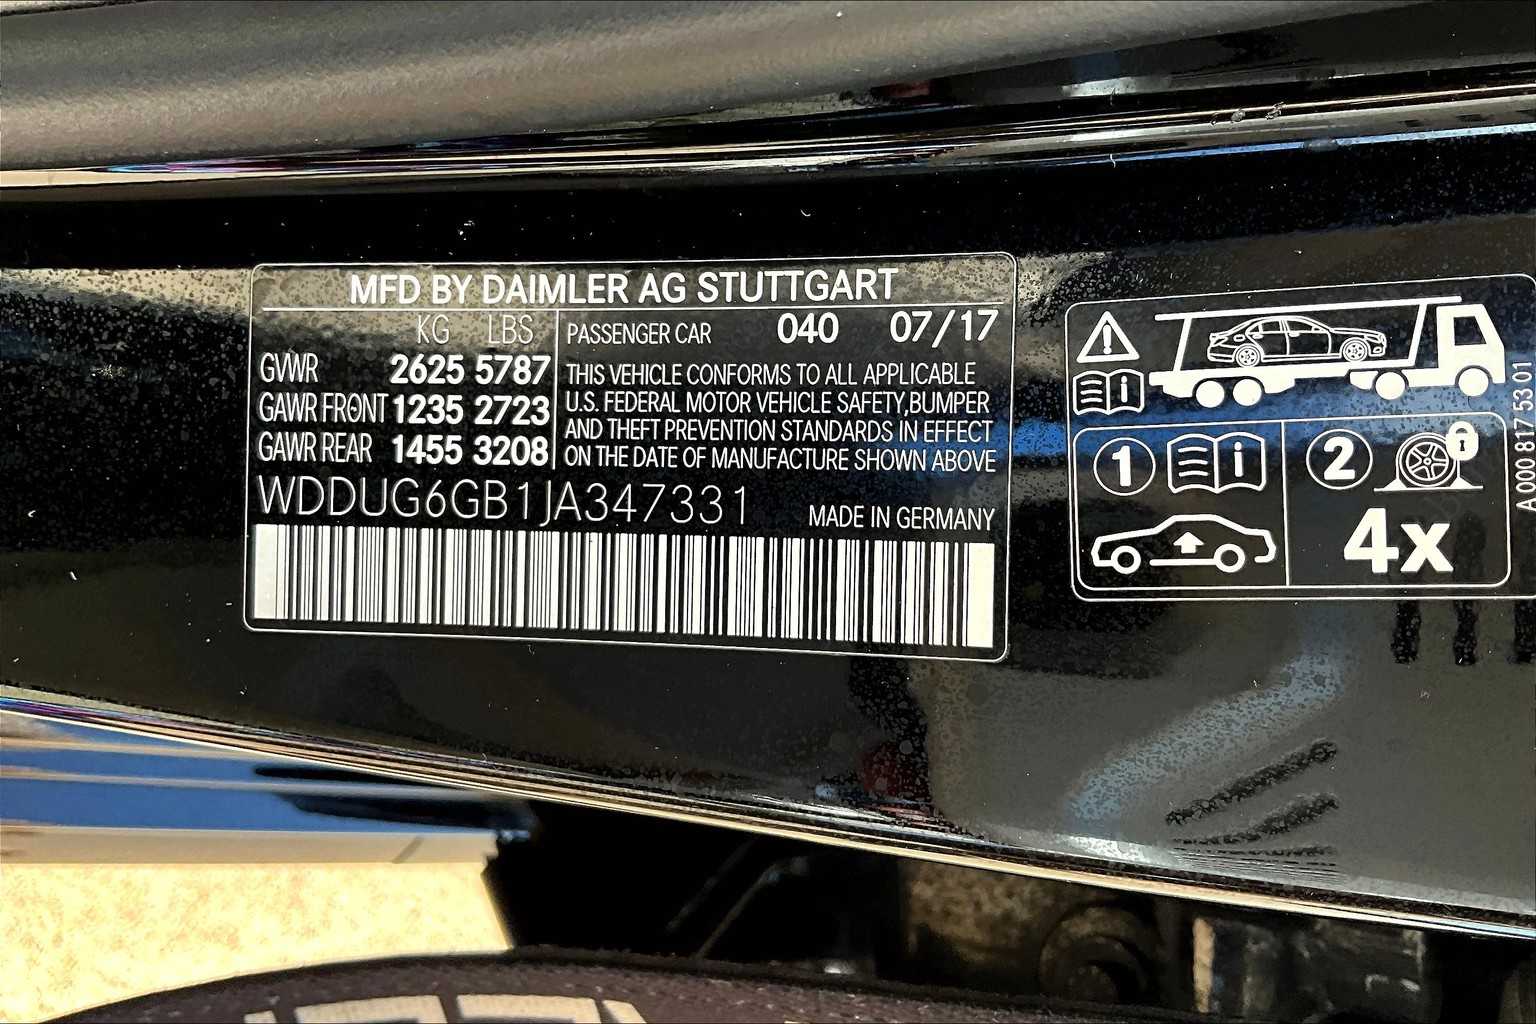 MFD BY DAIMLER AG STUTTGART
KG LBS
GVWR 2625 5787
GAWR FRONT 1235 2723
GAWR REAR 1455 3208
PASSENGER CAR 040 07/17
THIS VEHICLE CONFORMS TO ALL APPLICABLE
U.S. FEDERAL MOTOR VEHICLE SAFETY,BUMPER
AND THEFT PREVENTION STANDARDS IN EFFECT
ON THE DATE OF MANUFACTURE SHOWN ABOVE
WDDUG6GB1JA347331
MADE IN GERMANY
i
1 i
2
4x
A 000 817 53 01